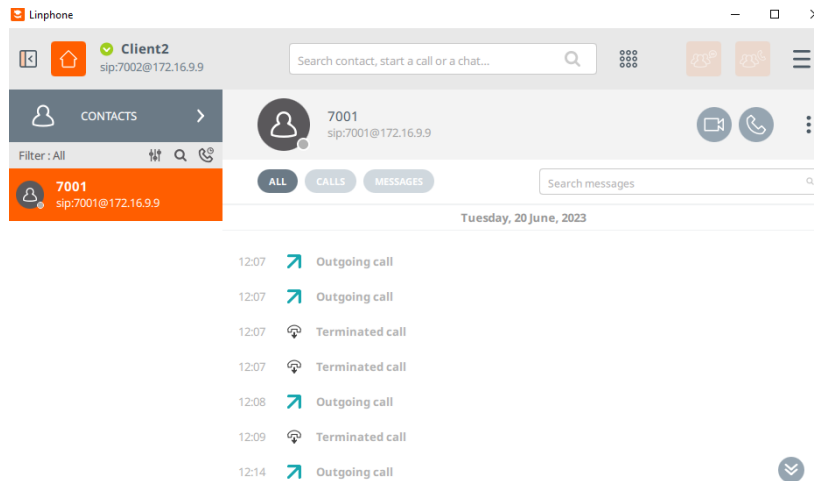 Linphone
Client2
sip:7002@172.16.9.9
Search contact, start a call or a chat...
CONTACTS
7001
sip:7001@172.16.9.9
Filter : All
7001
sip:7001@172.16.9.9
ALL
CALLS
MESSAGES
Search messages
Tuesday, 20 June, 2023
12:07 Outgoing call
12:07 Outgoing call
12:07 Terminated call
12:07 Terminated call
12:08 Outgoing call
12:09 Terminated call
12:14 Outgoing call